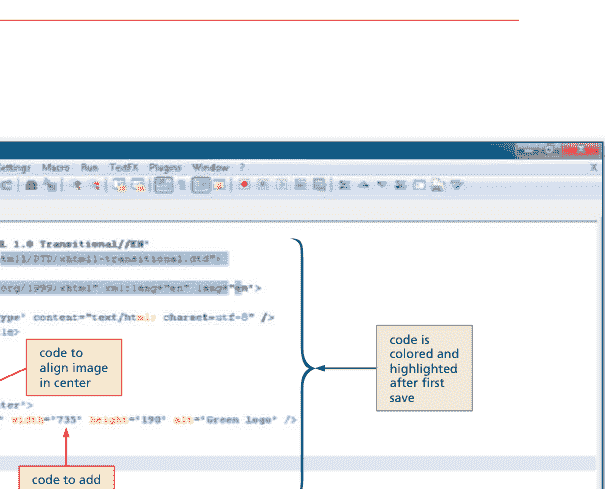 ettings Macro Run TextFX Plugins Window ? X
L 1.0 Transitional//EN"
tml1/DTD/xhtml1-transitional.dtd">
org/1999/xhtml" xml:lang="en" lang="en">
ype" content="text/html; charset=utf-8" />
le>
code to
align image
in center
code is
colored and
highlighted
after first
save
ter">
width="735" height="190" alt="Green logo" />
code to add